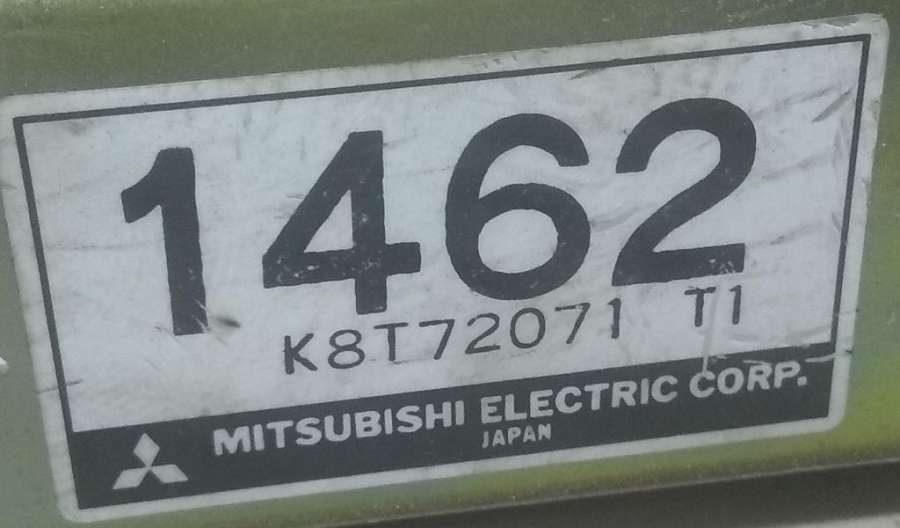 1462
K8T72071 T1
MITSUBISHI ELECTRIC CORP.
JAPAN